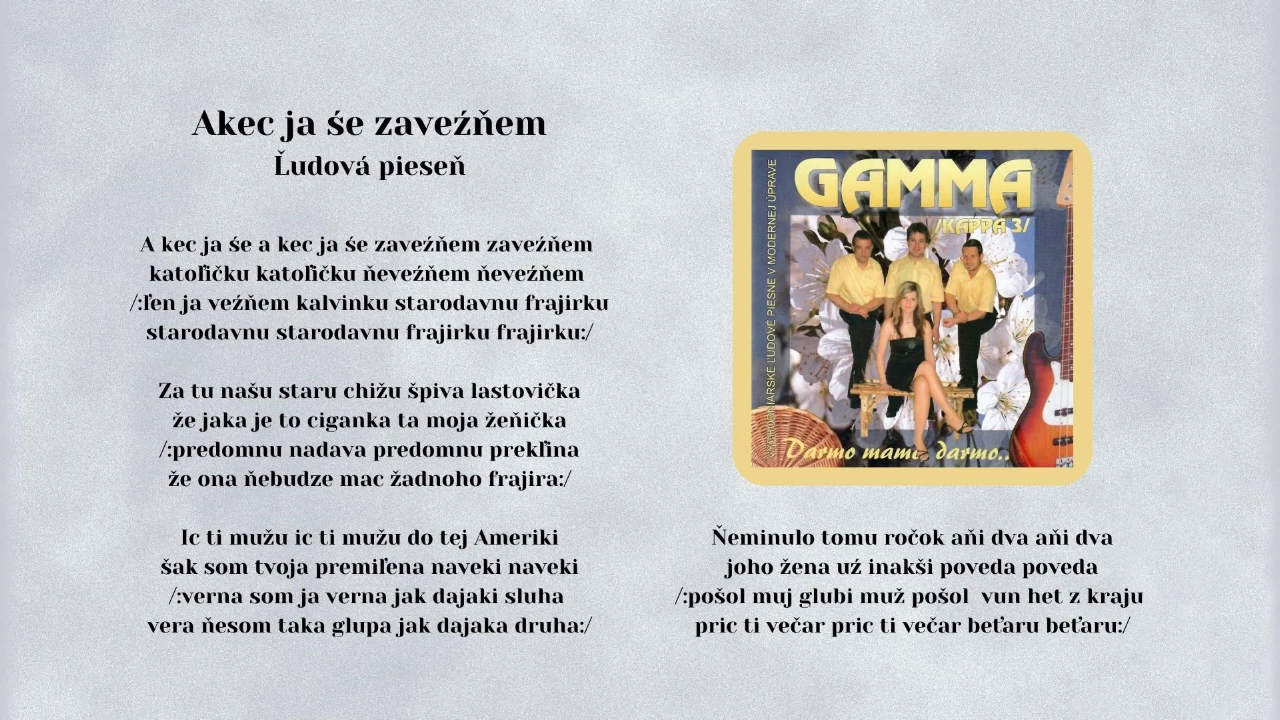 Akec ja śe zaveźňem
Ľudová pieseň
A kec ja śe a kec ja śe zaveźňem zaveźňem
katoľičku katoľičku ňeveźňem ňeveźňem
/:ľen ja veźňem kalvinku starodavnu frajirku
starodavnu starodavnu frajirku frajirku:/
Za tu našu staru chižu špiva lastovička
že jaka je to ciganka ta moja žeňička
/:predomnu nadava predomnu prekľina
že ona ňebudze mac žadnoho frajira:/
Ic ti mužu ic ti mužu do tej Ameriki
šak som tvoja premiľena naveki naveki
/:verna som ja verna jak dajaki sluha
vera ňesom taka glupa jak dajaka druha:/
GAMMA
/KAPPA 3/
VÝCHODNIARSKE ĽUDOVÉ PIESNE V MODERNEJ ÚPRAVE
Darmo mamo, darmo..
Ňeminulo tomu ročok aňi dva aňi dva
joho žena uź inakši poveda poveda
/:pošol muj glubi muž pošol vun het z kraju
pric ti večar pric ti večar beťaru beťaru:/